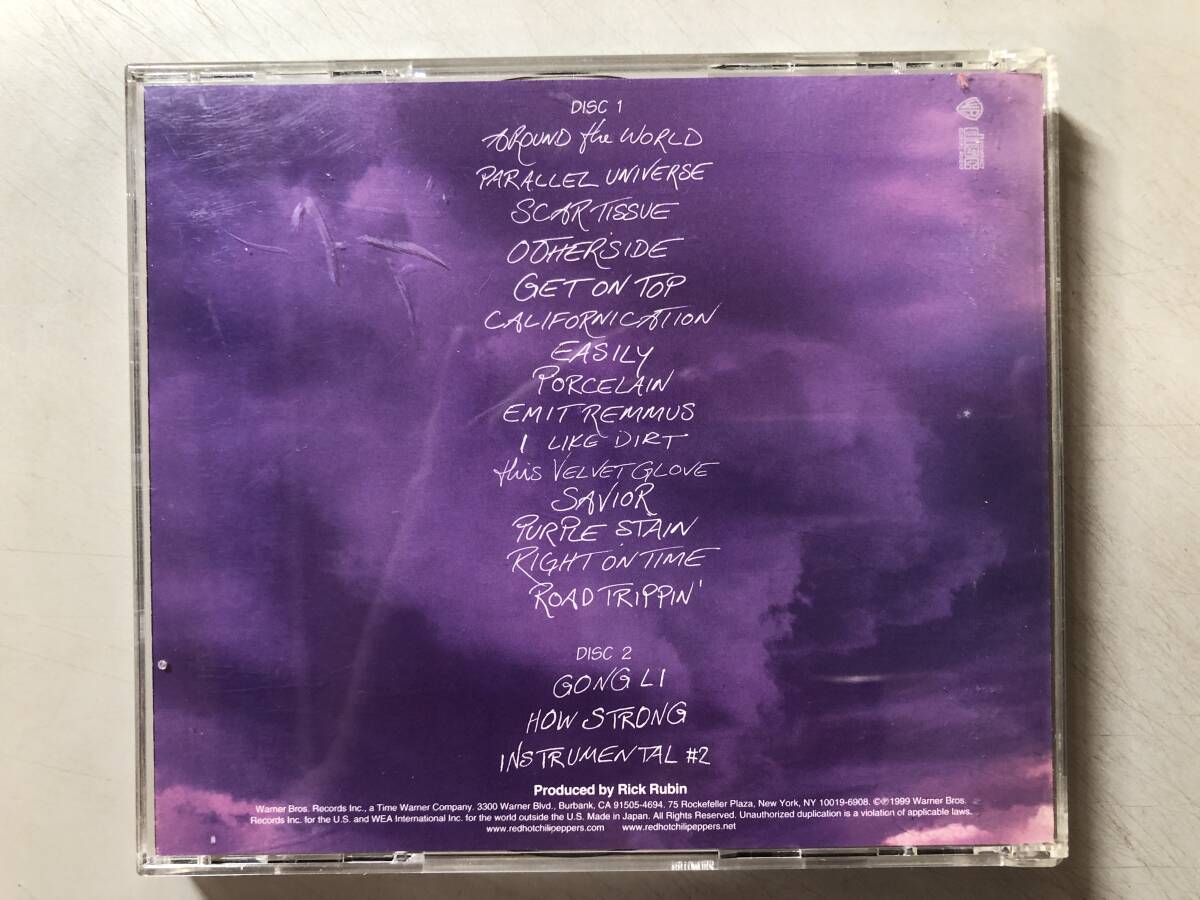 DISC 1
AROUND the WORLD
PARALLEL UNIVERSE
SCAR TISSUE
OTHERSIDE
GET ON TOP
CALIFORNICATION
EASILY
PORCELAIN
EMIT REMMUS
I LIKE DIRT
this VELVET GLOVE
SAVIOR
PURPLE STAIN
RIGHT ON TIME
ROAD TRIPPIN'
DISC 2
GONG LI
HOW STRONG
INSTRUMENTAL #2
Produced by Rick Rubin
Warner Bros. Records Inc., a Time Warner Company. 3300 Warner Blvd., Burbank, CA 91505-4694. 75 Rockefeller Plaza, New York, NY 10019-6908. ©℗1999 Warner Bros.
Records Inc. for the U.S. and WEA International Inc. for the world outside the U.S. Made in Japan. All Rights Reserved. Unauthorized duplication is a violation of applicable laws.
www.redhotchilipeppers.com www.redhotchilipeppers.net